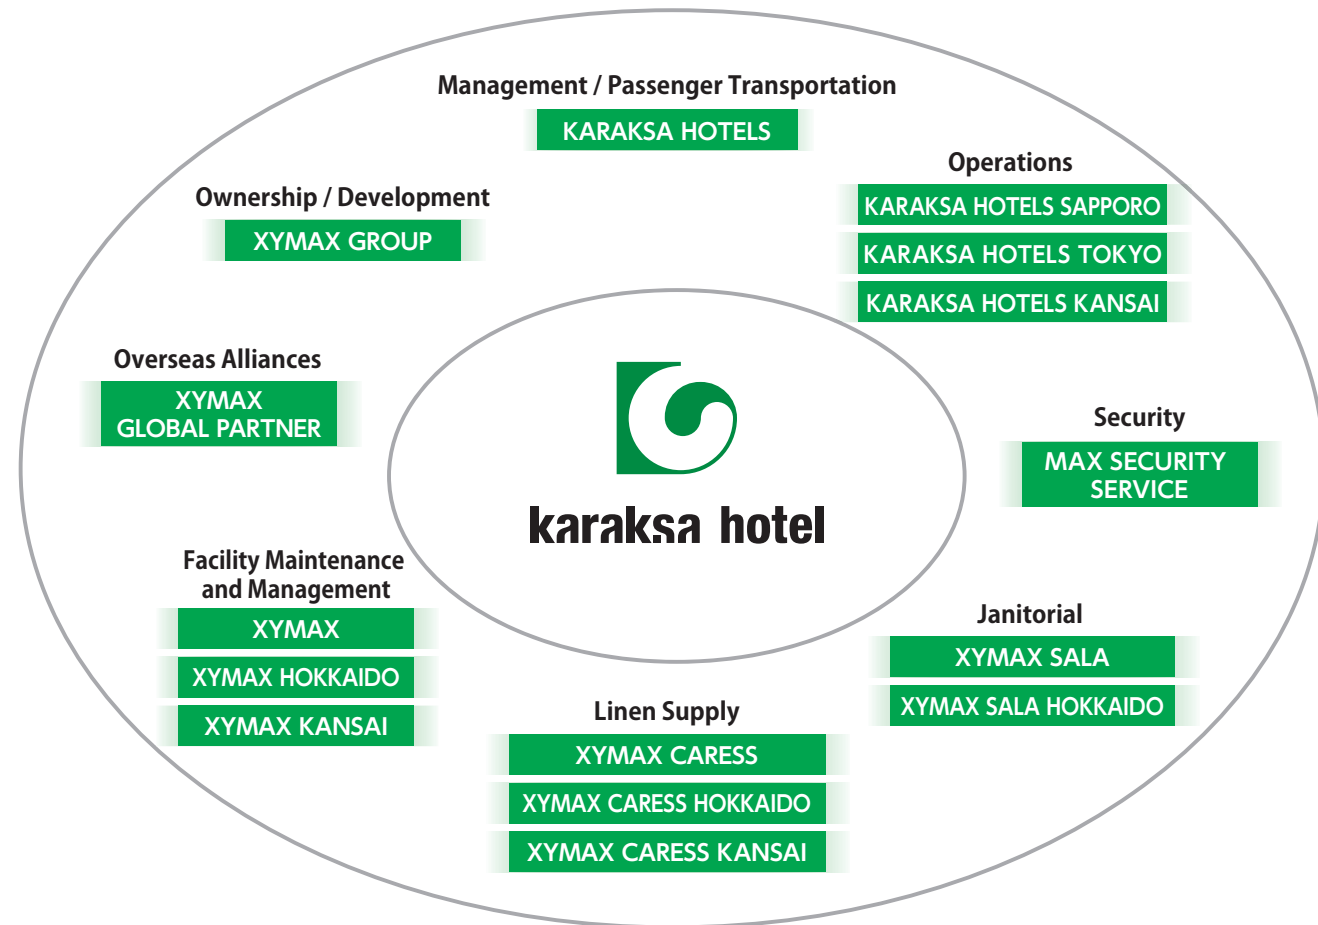 Management / Passenger Transportation
KARAKSA HOTELS
Operations
KARAKSA HOTELS SAPPORO
KARAKSA HOTELS TOKYO
KARAKSA HOTELS KANSAI
Ownership / Development
XYMAX GROUP
Overseas Alliances
XYMAX
GLOBAL PARTNER
karaksa hotel
Security
MAX SECURITY
SERVICE
Facility Maintenance
and Management
XYMAX
XYMAX HOKKAIDO
XYMAX KANSAI
Janitorial
XYMAX SALA
XYMAX SALA HOKKAIDO
Linen Supply
XYMAX CARESS
XYMAX CARESS HOKKAIDO
XYMAX CARESS KANSAI